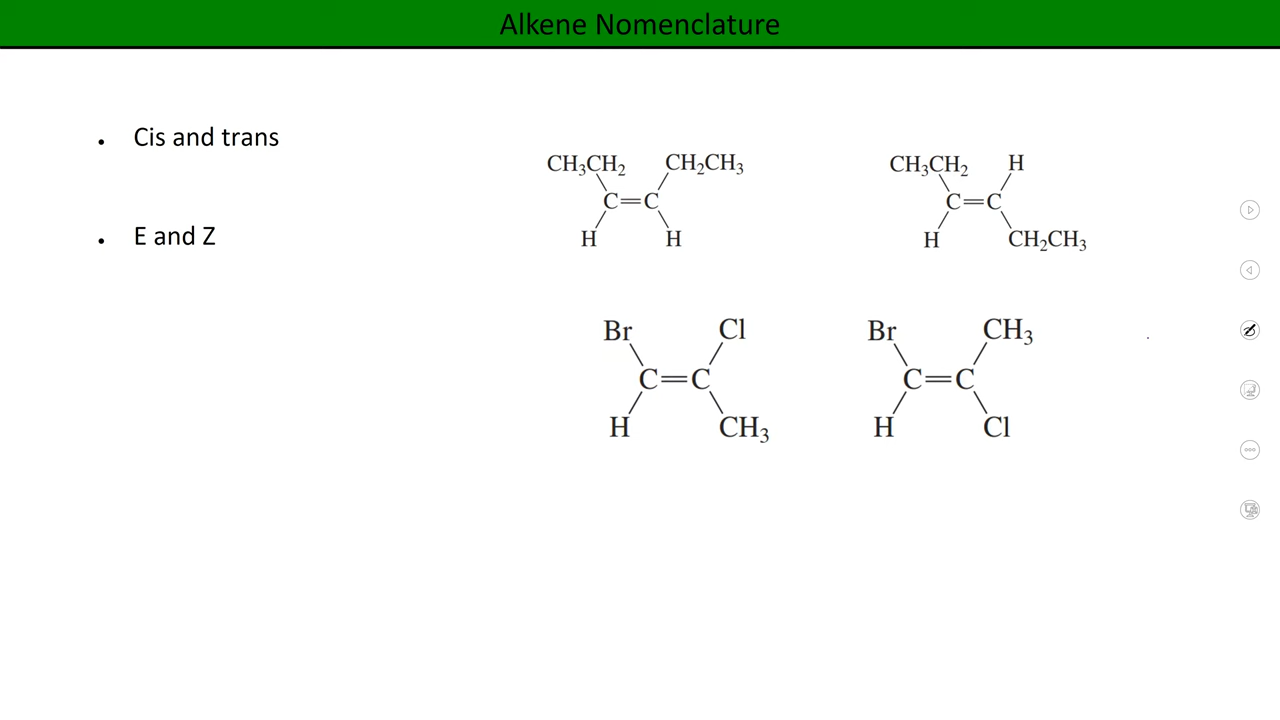 Alkene Nomenclature
• Cis and trans
• E and Z
CH₃CH₂ CH₂CH₃
C=C
H H
CH₃CH₂ H
C=C
H CH₂CH₃
Br Cl
C=C
H CH₃
Br CH₃
C=C
H Cl